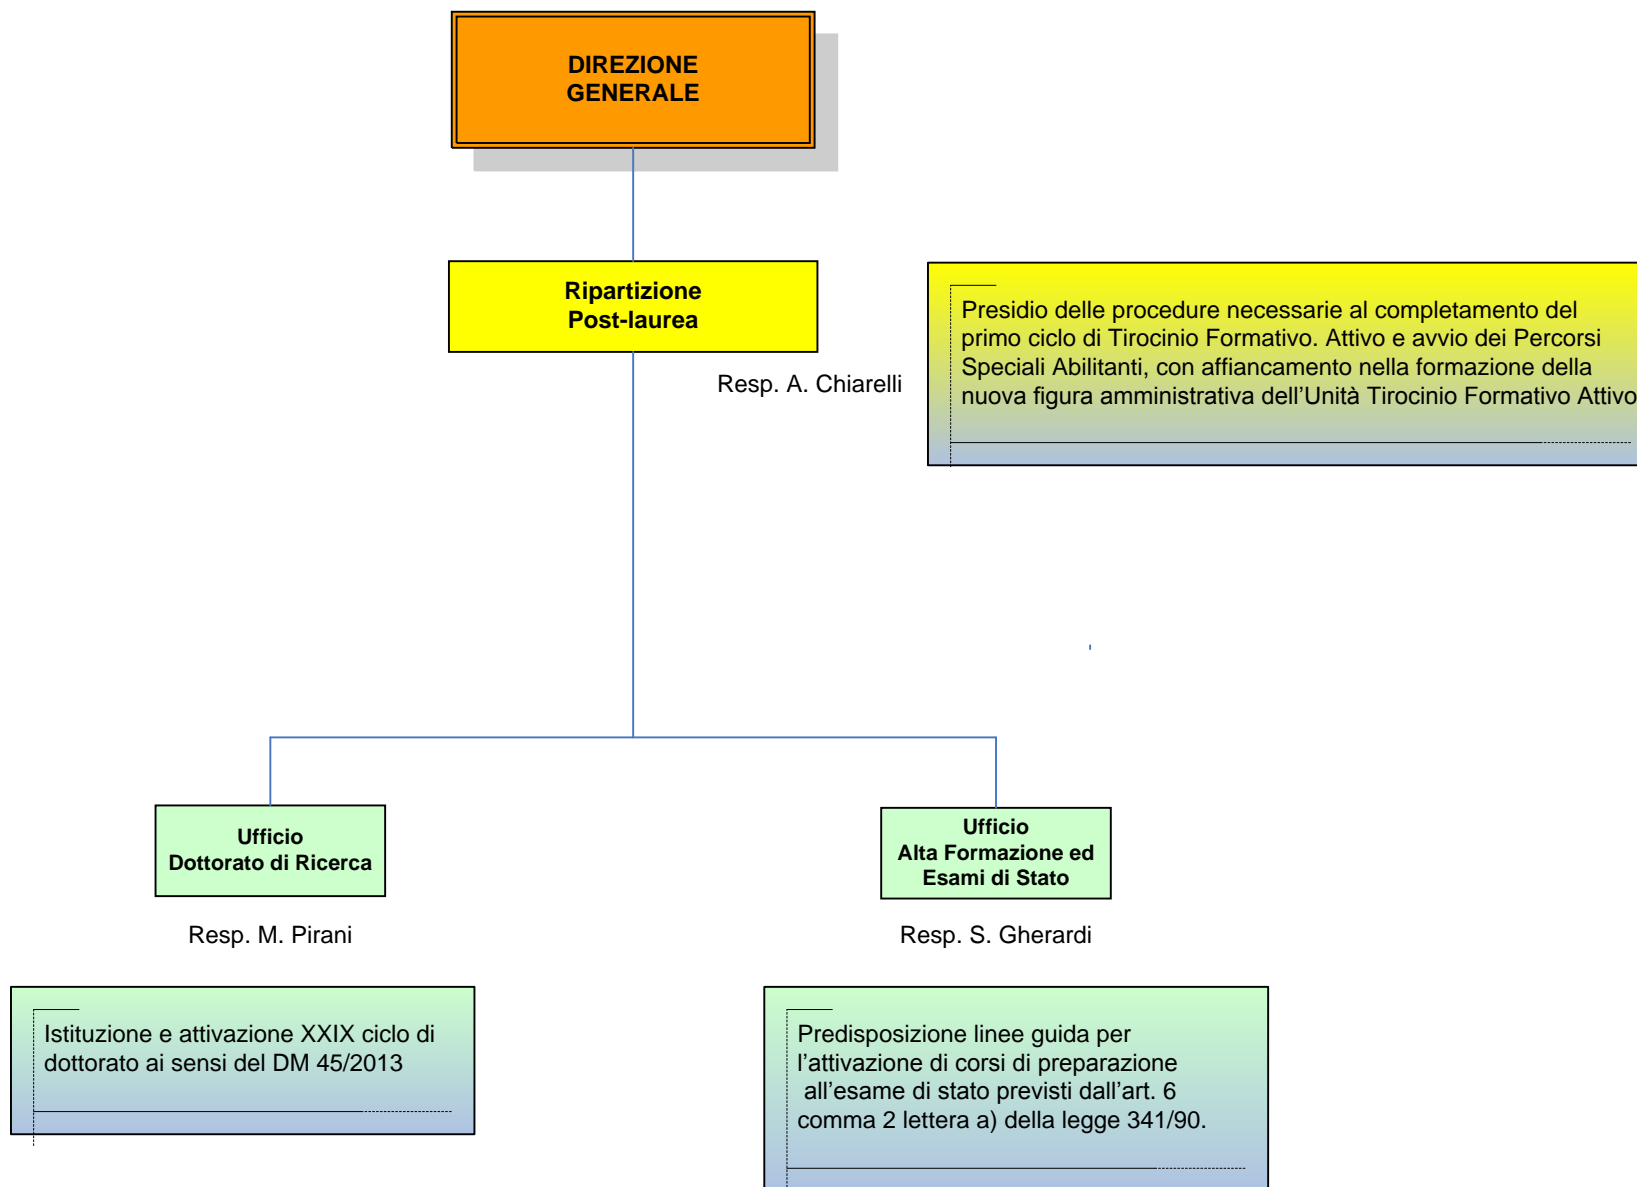 DIREZIONE
GENERALE
Ripartizione
Post-laurea
Resp. A. Chiarelli
Presidio delle procedure necessarie al completamento del
primo ciclo di Tirocinio Formativo. Attivo e avvio dei Percorsi
Speciali Abilitanti, con affiancamento nella formazione della
nuova figura amministrativa dell’Unità Tirocinio Formativo Attivo
Ufficio
Dottorato di Ricerca
Resp. M. Pirani
Istituzione e attivazione XXIX ciclo di
dottorato ai sensi del DM 45/2013
Ufficio
Alta Formazione ed
Esami di Stato
Resp. S. Gherardi
Predisposizione linee guida per
l’attivazione di corsi di preparazione
all’esame di stato previsti dall’art. 6
comma 2 lettera a) della legge 341/90.